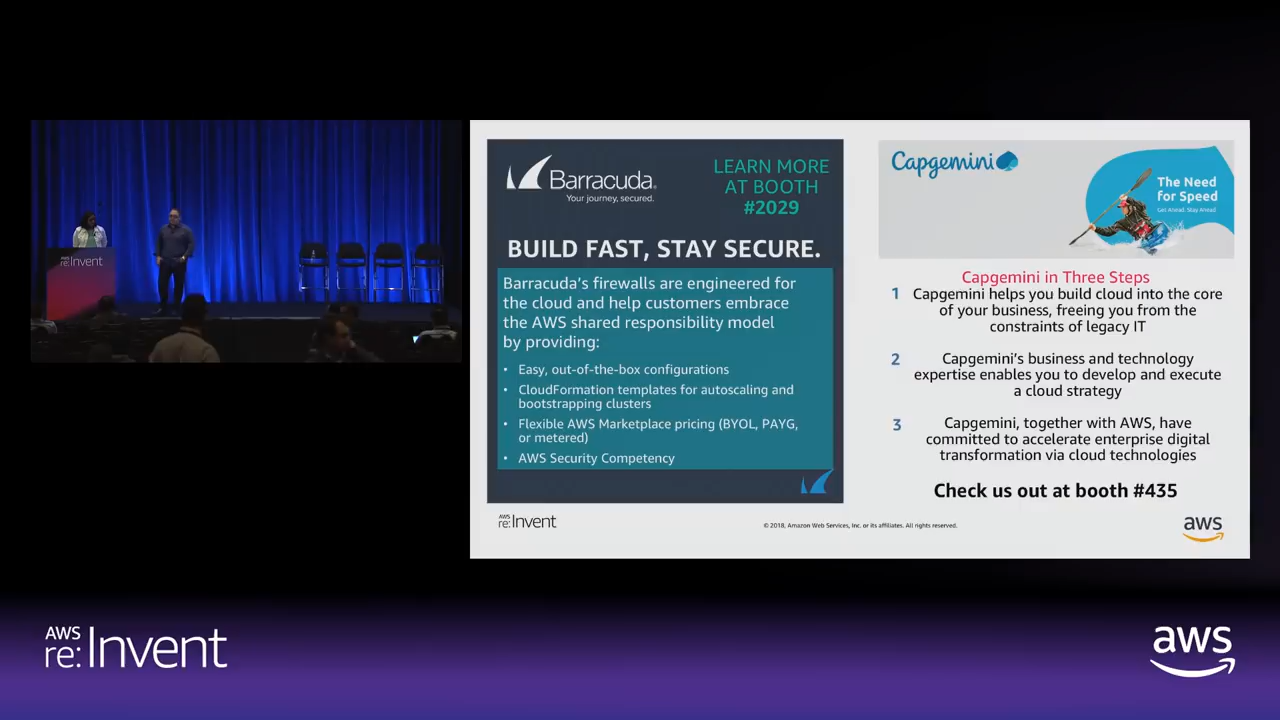 AWS
re:Invent
Barracuda®
Your journey, secured.
LEARN MORE
AT BOOTH
#2029
BUILD FAST, STAY SECURE.
Barracuda's firewalls are engineered for
the cloud and help customers embrace
the AWS shared responsibility model
by providing:
• Easy, out-of-the-box configurations
• CloudFormation templates for autoscaling and
bootstrapping clusters
• Flexible AWS Marketplace pricing (BYOL, PAYG,
or metered)
• AWS Security Competency
Capgemini
The Need
for Speed
Get Ahead. Stay Ahead.
Capgemini in Three Steps
1 Capgemini helps you build cloud into the core
of your business, freeing you from the
constraints of legacy IT
2 Capgemini's business and technology
expertise enables you to develop and execute
a cloud strategy
3 Capgemini, together with AWS, have
committed to accelerate enterprise digital
transformation via cloud technologies
Check us out at booth #435
AWS
re:Invent
© 2018, Amazon Web Services, Inc. or its affiliates. All rights reserved.
aws
AWS
re:Invent
aws